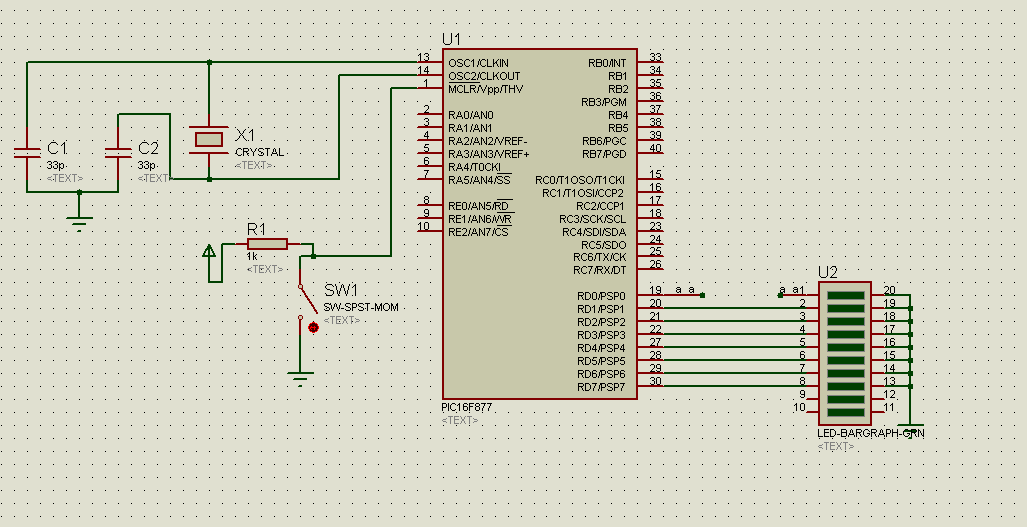 U1
13 OSC1/CLKIN RB0/INT 33
14 OSC2/CLKOUT RB1 34
1 MCLR/Vpp/THV RB2 35
RB3/PGM 36
2 RA0/AN0 RB4 37
3 RA1/AN1 RB5 38
4 RA2/AN2/VREF- RB6/PGC 39
5 RA3/AN3/VREF+ RB7/PGD 40
6 RA4/T0CKI
7 RA5/AN4/SS RC0/T1OSO/T1CKI 15
RC1/T1OSI/CCP2 16
8 RE0/AN5/RD RC2/CCP1 17
9 RE1/AN6/WR RC3/SCK/SCL 18
10 RE2/AN7/CS RC4/SDI/SDA 23
RC5/SDO 24
RC6/TX/CK 25
RC7/RX/DT 26
RD0/PSP0 19 a a
RD1/PSP1 20
RD2/PSP2 21
RD3/PSP3 22
RD4/PSP4 27
RD5/PSP5 28
RD6/PSP6 29
RD7/PSP7 30
PIC16F877
<TEXT>
C1
33p
<TEXT>
C2
33p
<TEXT>
X1
CRYSTAL
<TEXT>
R1
1k
<TEXT>
SW1
SW-SPST-MOM
<TEXT>
U2
a a1 20
2 19
3 18
4 17
5 16
6 15
7 14
8 13
9 12
10 11
LED-BARGRAPH-GRN
<TEXT>